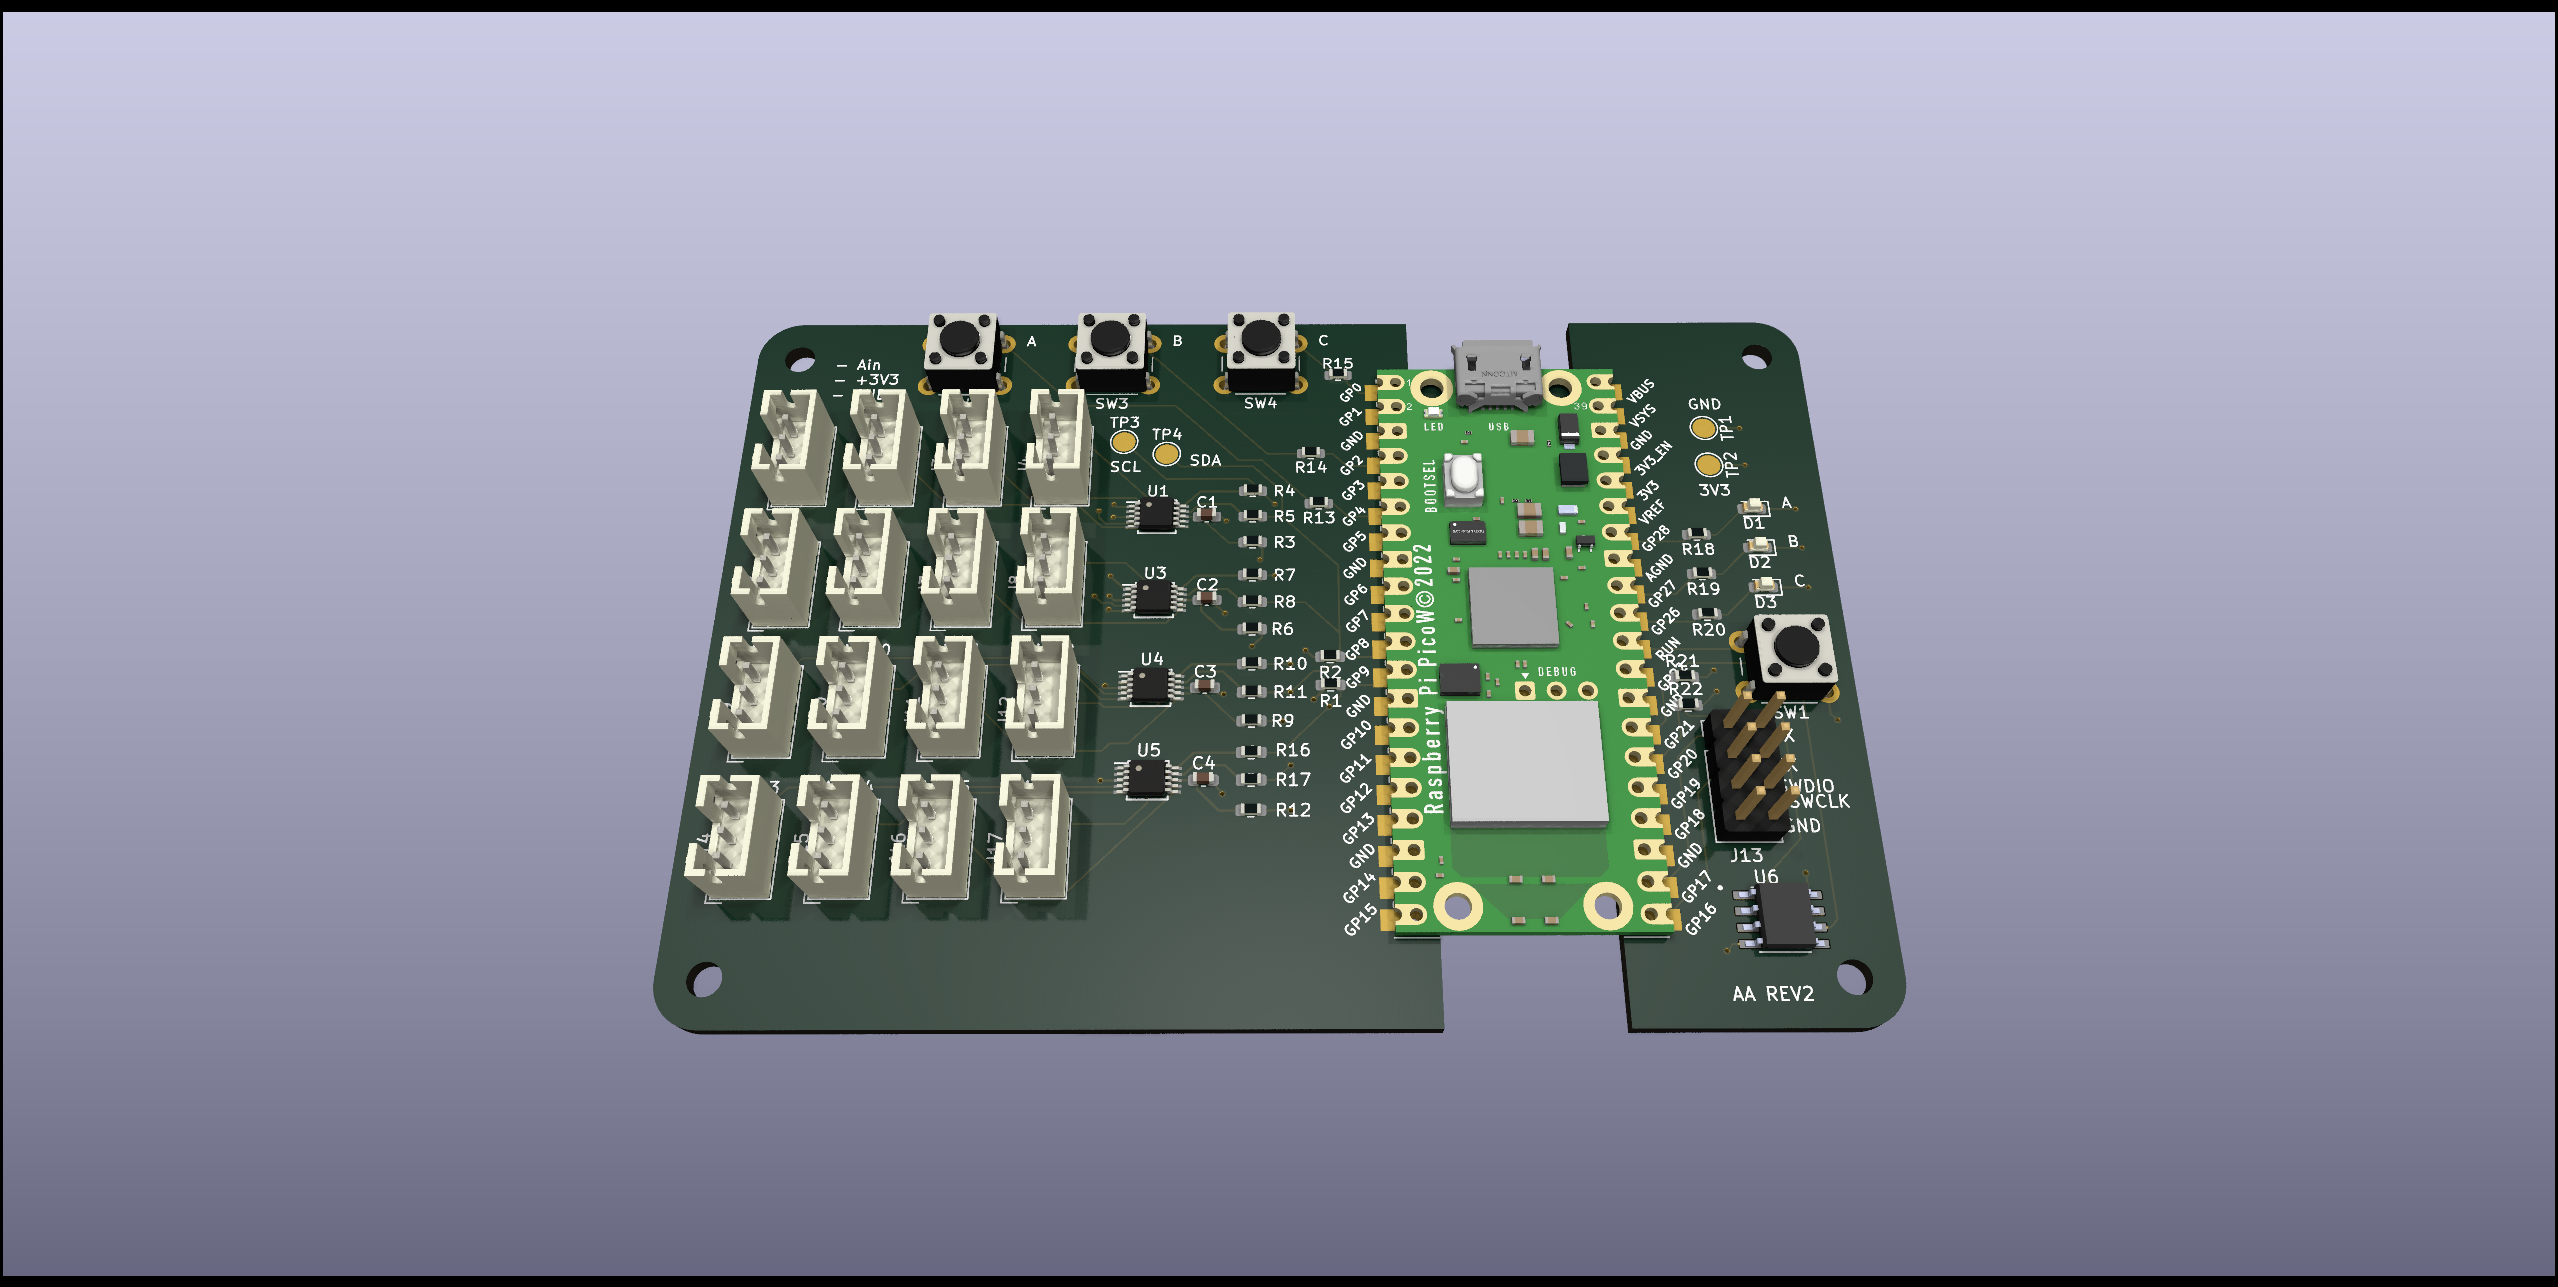 A
B
C
R15
— Ain
— +3V3
—
SW3
SW4
TP3
SCL
TP4
SDA
R14
R13
U1
C1
R4
R5
R3
U3
C2
R7
R8
R6
U4
C3
R10
R11
R9
R2
R1
U5
C4
R16
R17
R12
GP0
GP1
GND
GP2
GP3
GP4
GP5
GND
GP6
GP7
GP8
GP9
GND
GP10
GP11
GP12
GP13
GND
GP14
GP15
1
2
39
LED
USB
BOOTSEL
DEBUG
Raspberry Pi PicoW©2022
VBUS
VSYS
GND
3V3_EN
3V3
VREF
GP28
AGND
GP27
GP26
RUN
GND
GP21
GP20
GP19
GP18
GND
GP17
GP16
GND
TP1
TP2
3V3
A
D1
R18
B
D2
R19
C
D3
R20
R21
R22
SW1
SWDIO
SWCLK
GND
J13
U6
AA REV2